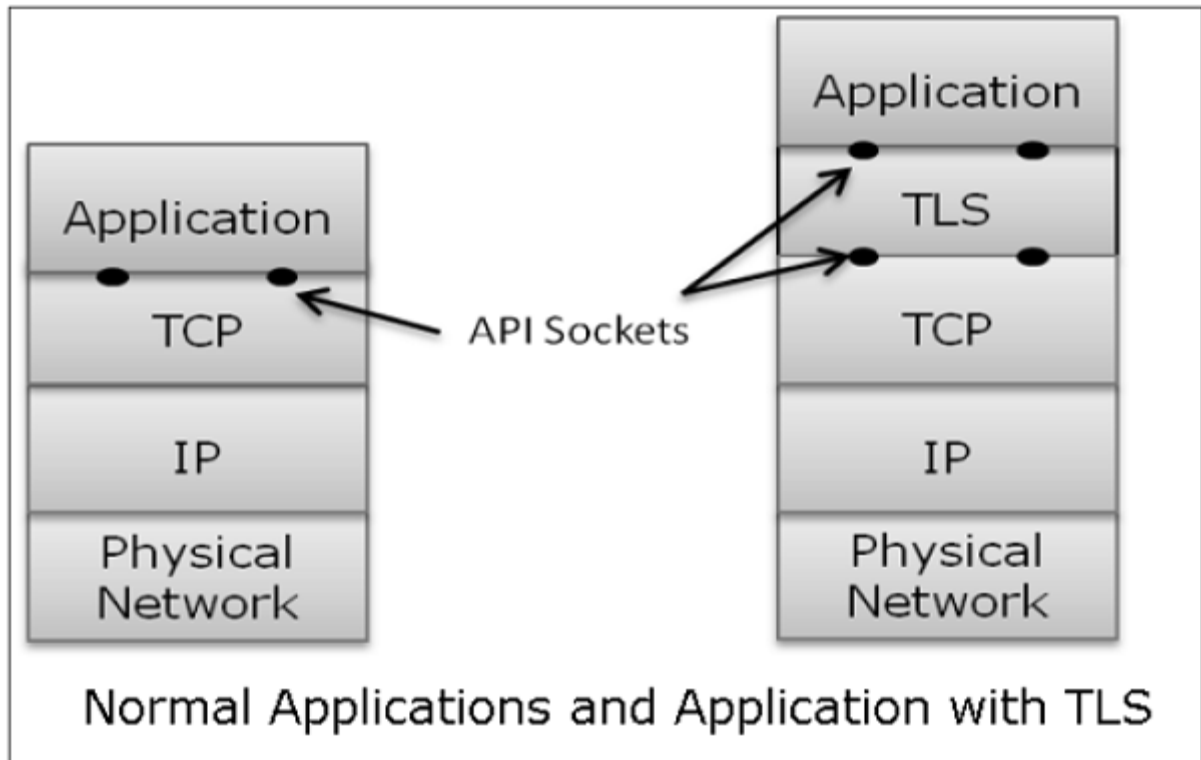 Application
TCP
IP
Physical
Network
API Sockets
Application
TLS
TCP
IP
Physical
Network
Normal Applications and Application with TLS